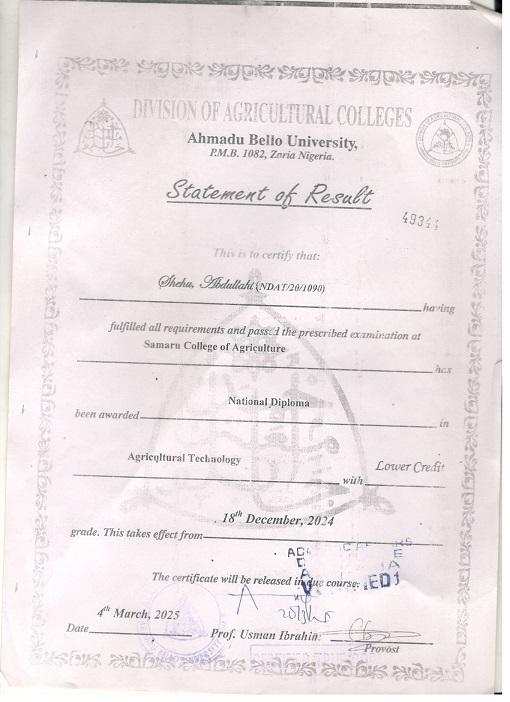 DIVISION OF AGRICULTURAL COLLEGES
Ahmadu Bello University,
P.M.B. 1082, Zaria Nigeria.
Statement of Result
This is to certify that:
Shehu, Abdullahi (NDAT/20/1090)
having
fulfilled all requirements and passed the prescribed examination at
Samaru College of Agriculture
has
National Diploma
been awarded in
Agricultural Technology
with Lower Credit
18th December, 2024
grade. This takes effect from
The certificate will be released in due course.
4th March, 2025
Date Prof. Usman Ibrahim
Provost